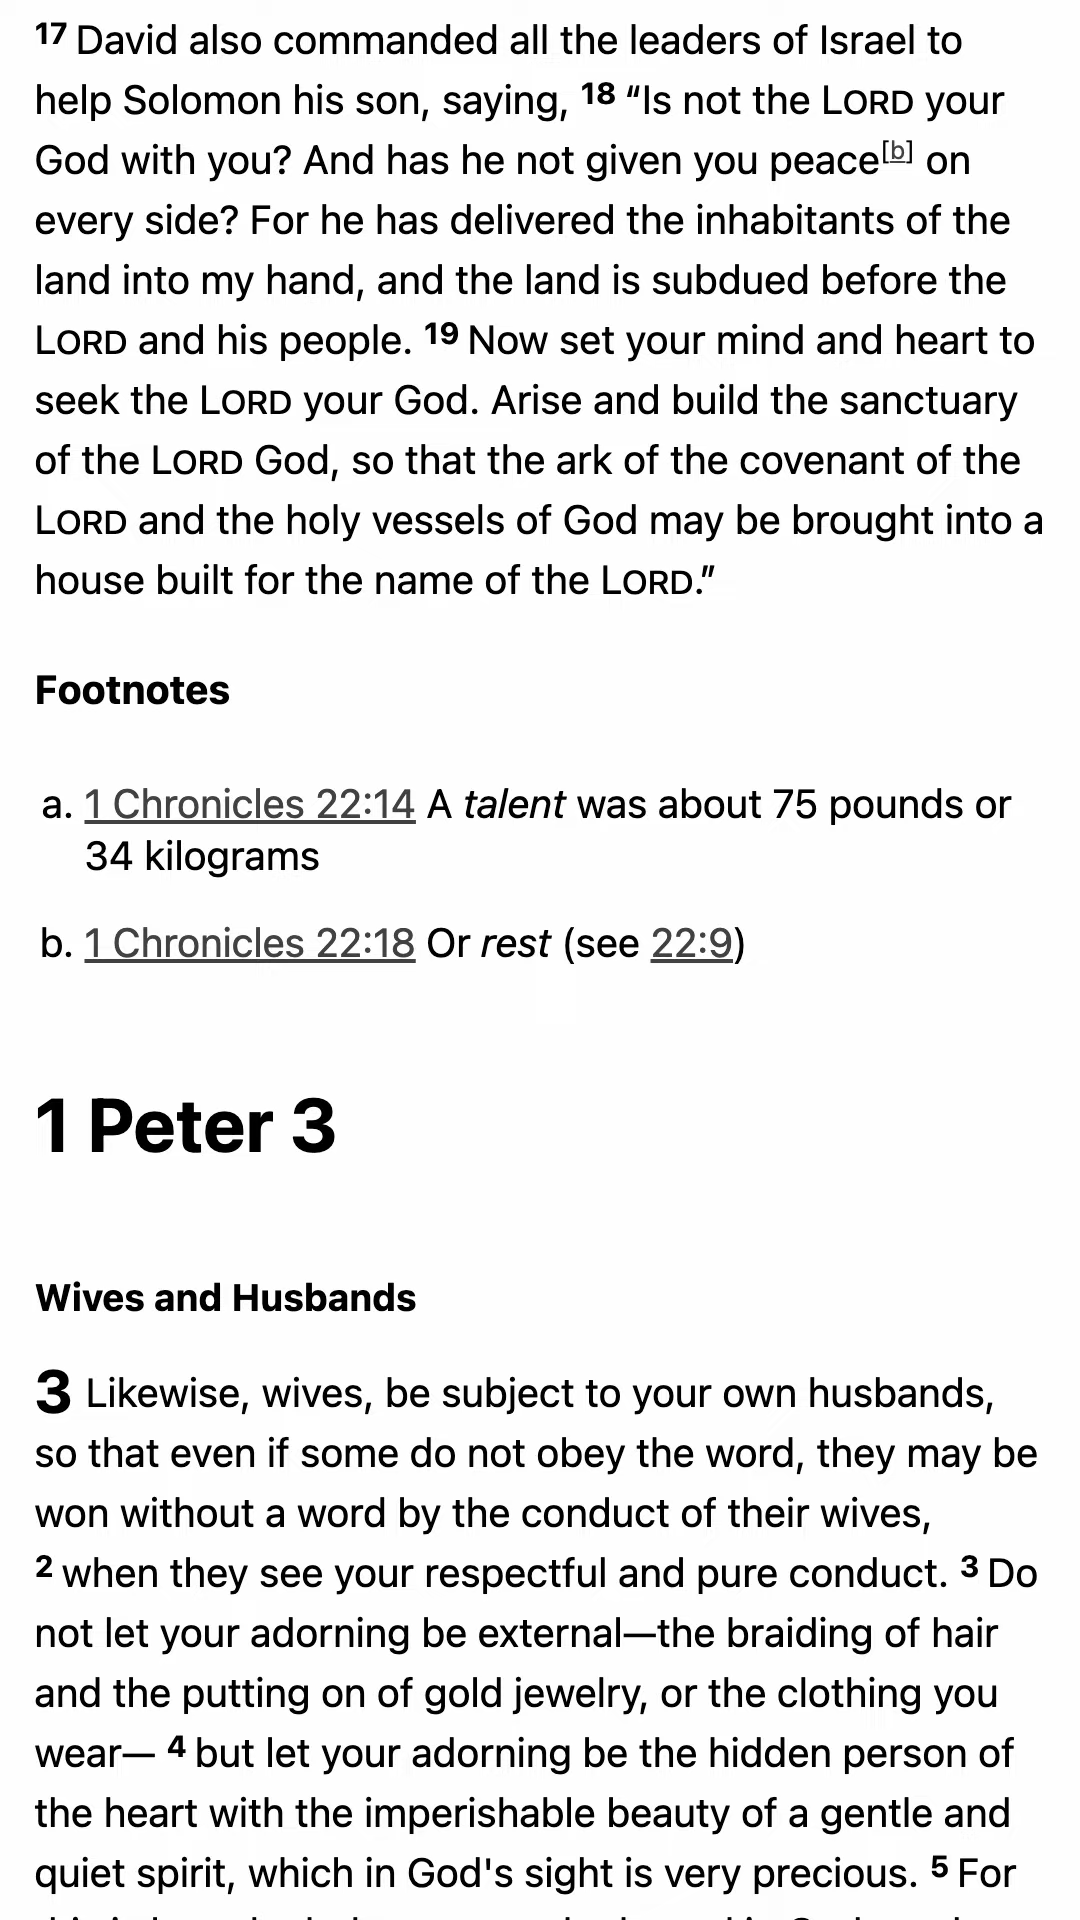 17 David also commanded all the leaders of Israel to
help Solomon his son, saying, 18 “Is not the LORD your
God with you? And has he not given you peace[b] on
every side? For he has delivered the inhabitants of the
land into my hand, and the land is subdued before the
LORD and his people. 19 Now set your mind and heart to
seek the LORD your God. Arise and build the sanctuary
of the LORD God, so that the ark of the covenant of the
LORD and the holy vessels of God may be brought into a
house built for the name of the LORD.”
Footnotes
a. 1 Chronicles 22:14 A talent was about 75 pounds or
34 kilograms
b. 1 Chronicles 22:18 Or rest (see 22:9)
1 Peter 3
Wives and Husbands
3 Likewise, wives, be subject to your own husbands,
so that even if some do not obey the word, they may be
won without a word by the conduct of their wives,
2 when they see your respectful and pure conduct. 3 Do
not let your adorning be external—the braiding of hair
and the putting on of gold jewelry, or the clothing you
wear— 4 but let your adorning be the hidden person of
the heart with the imperishable beauty of a gentle and
quiet spirit, which in God's sight is very precious. 5 For